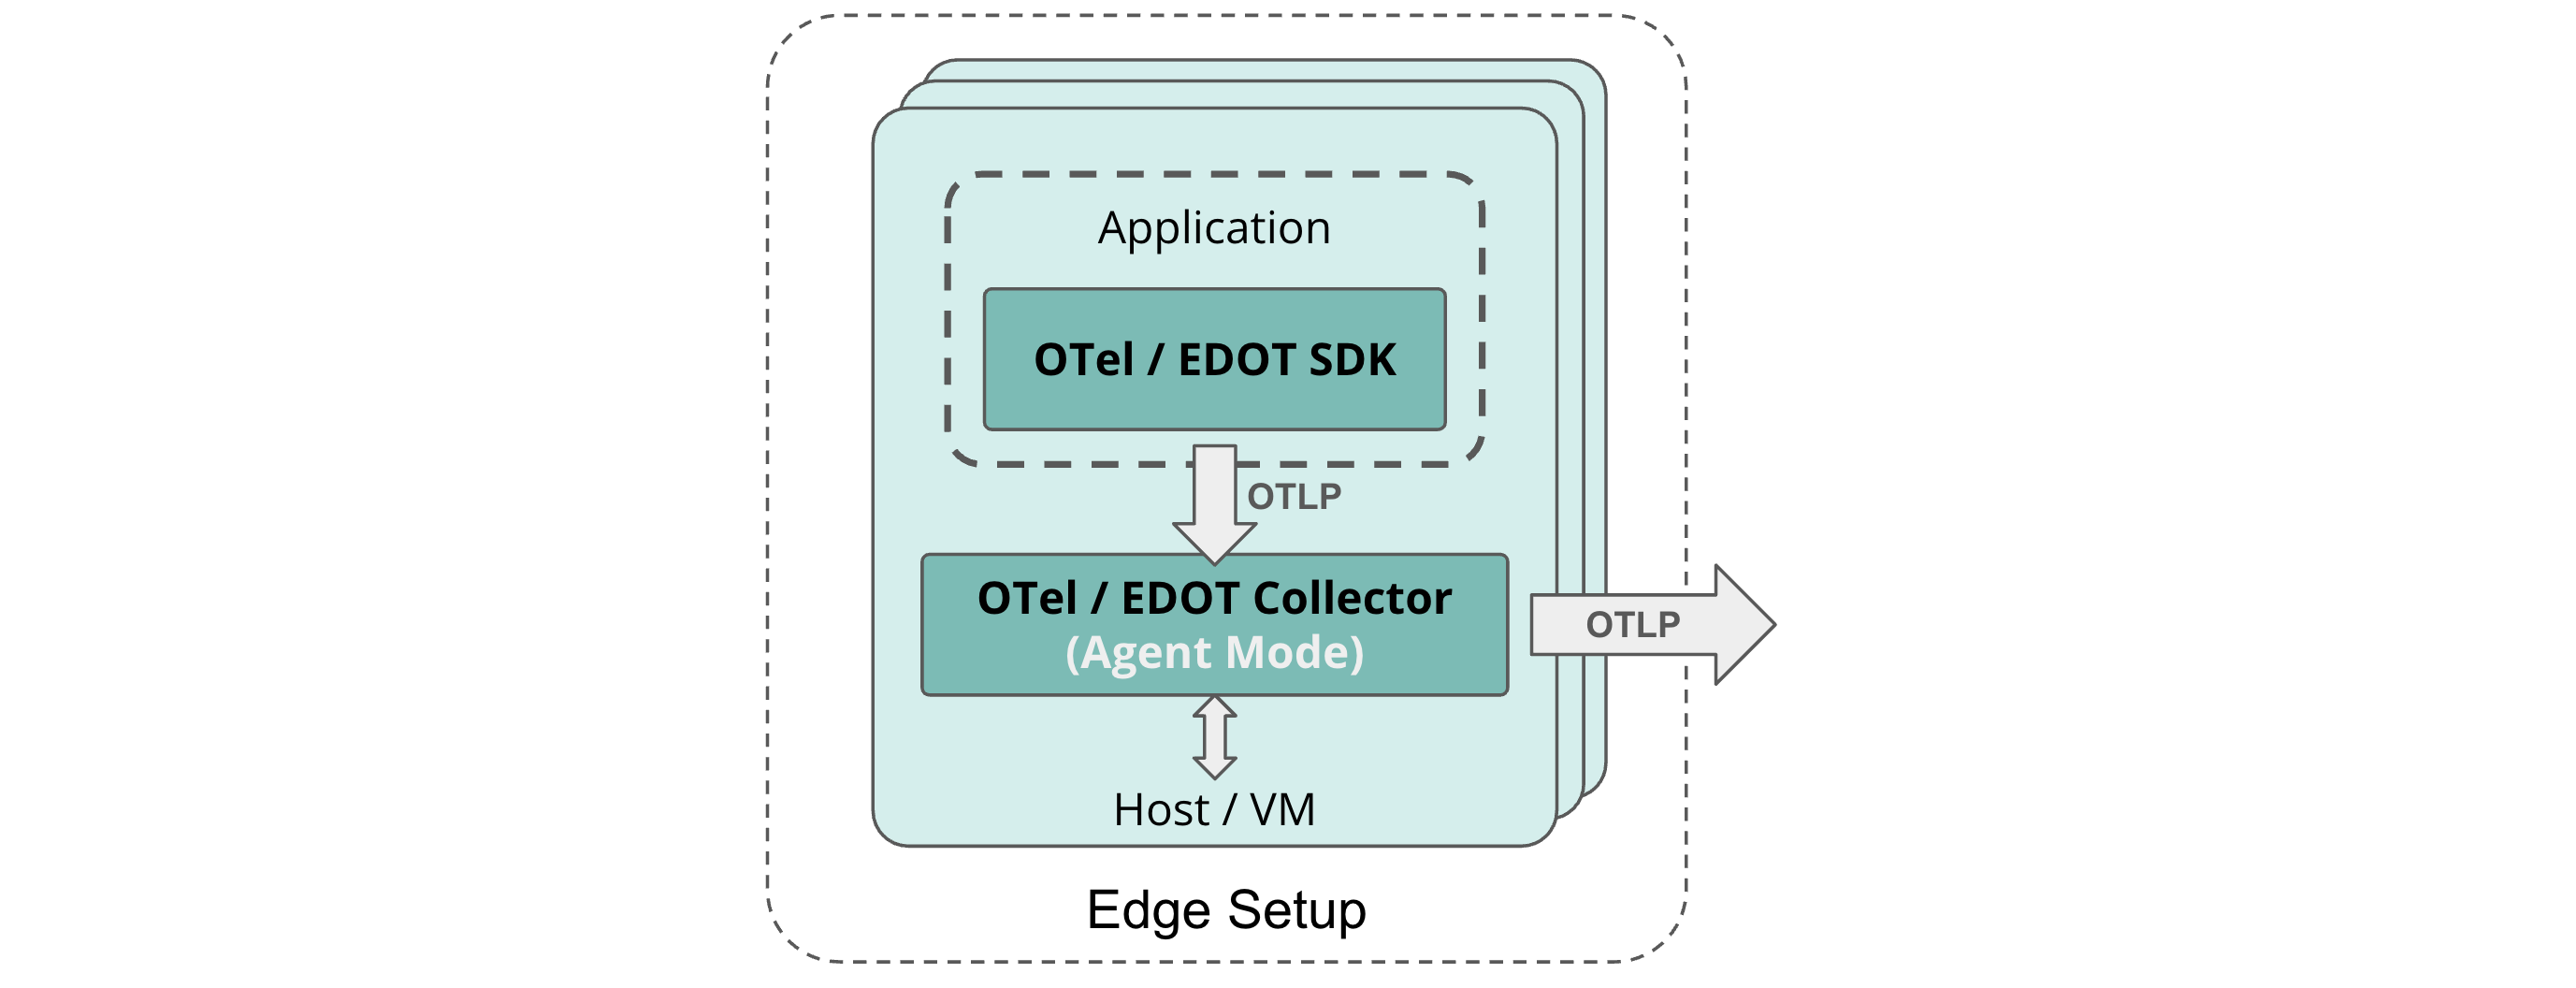 Application
OTel / EDOT SDK
OTLP
OTel / EDOT Collector
(Agent Mode)
OTLP
Host / VM
Edge Setup